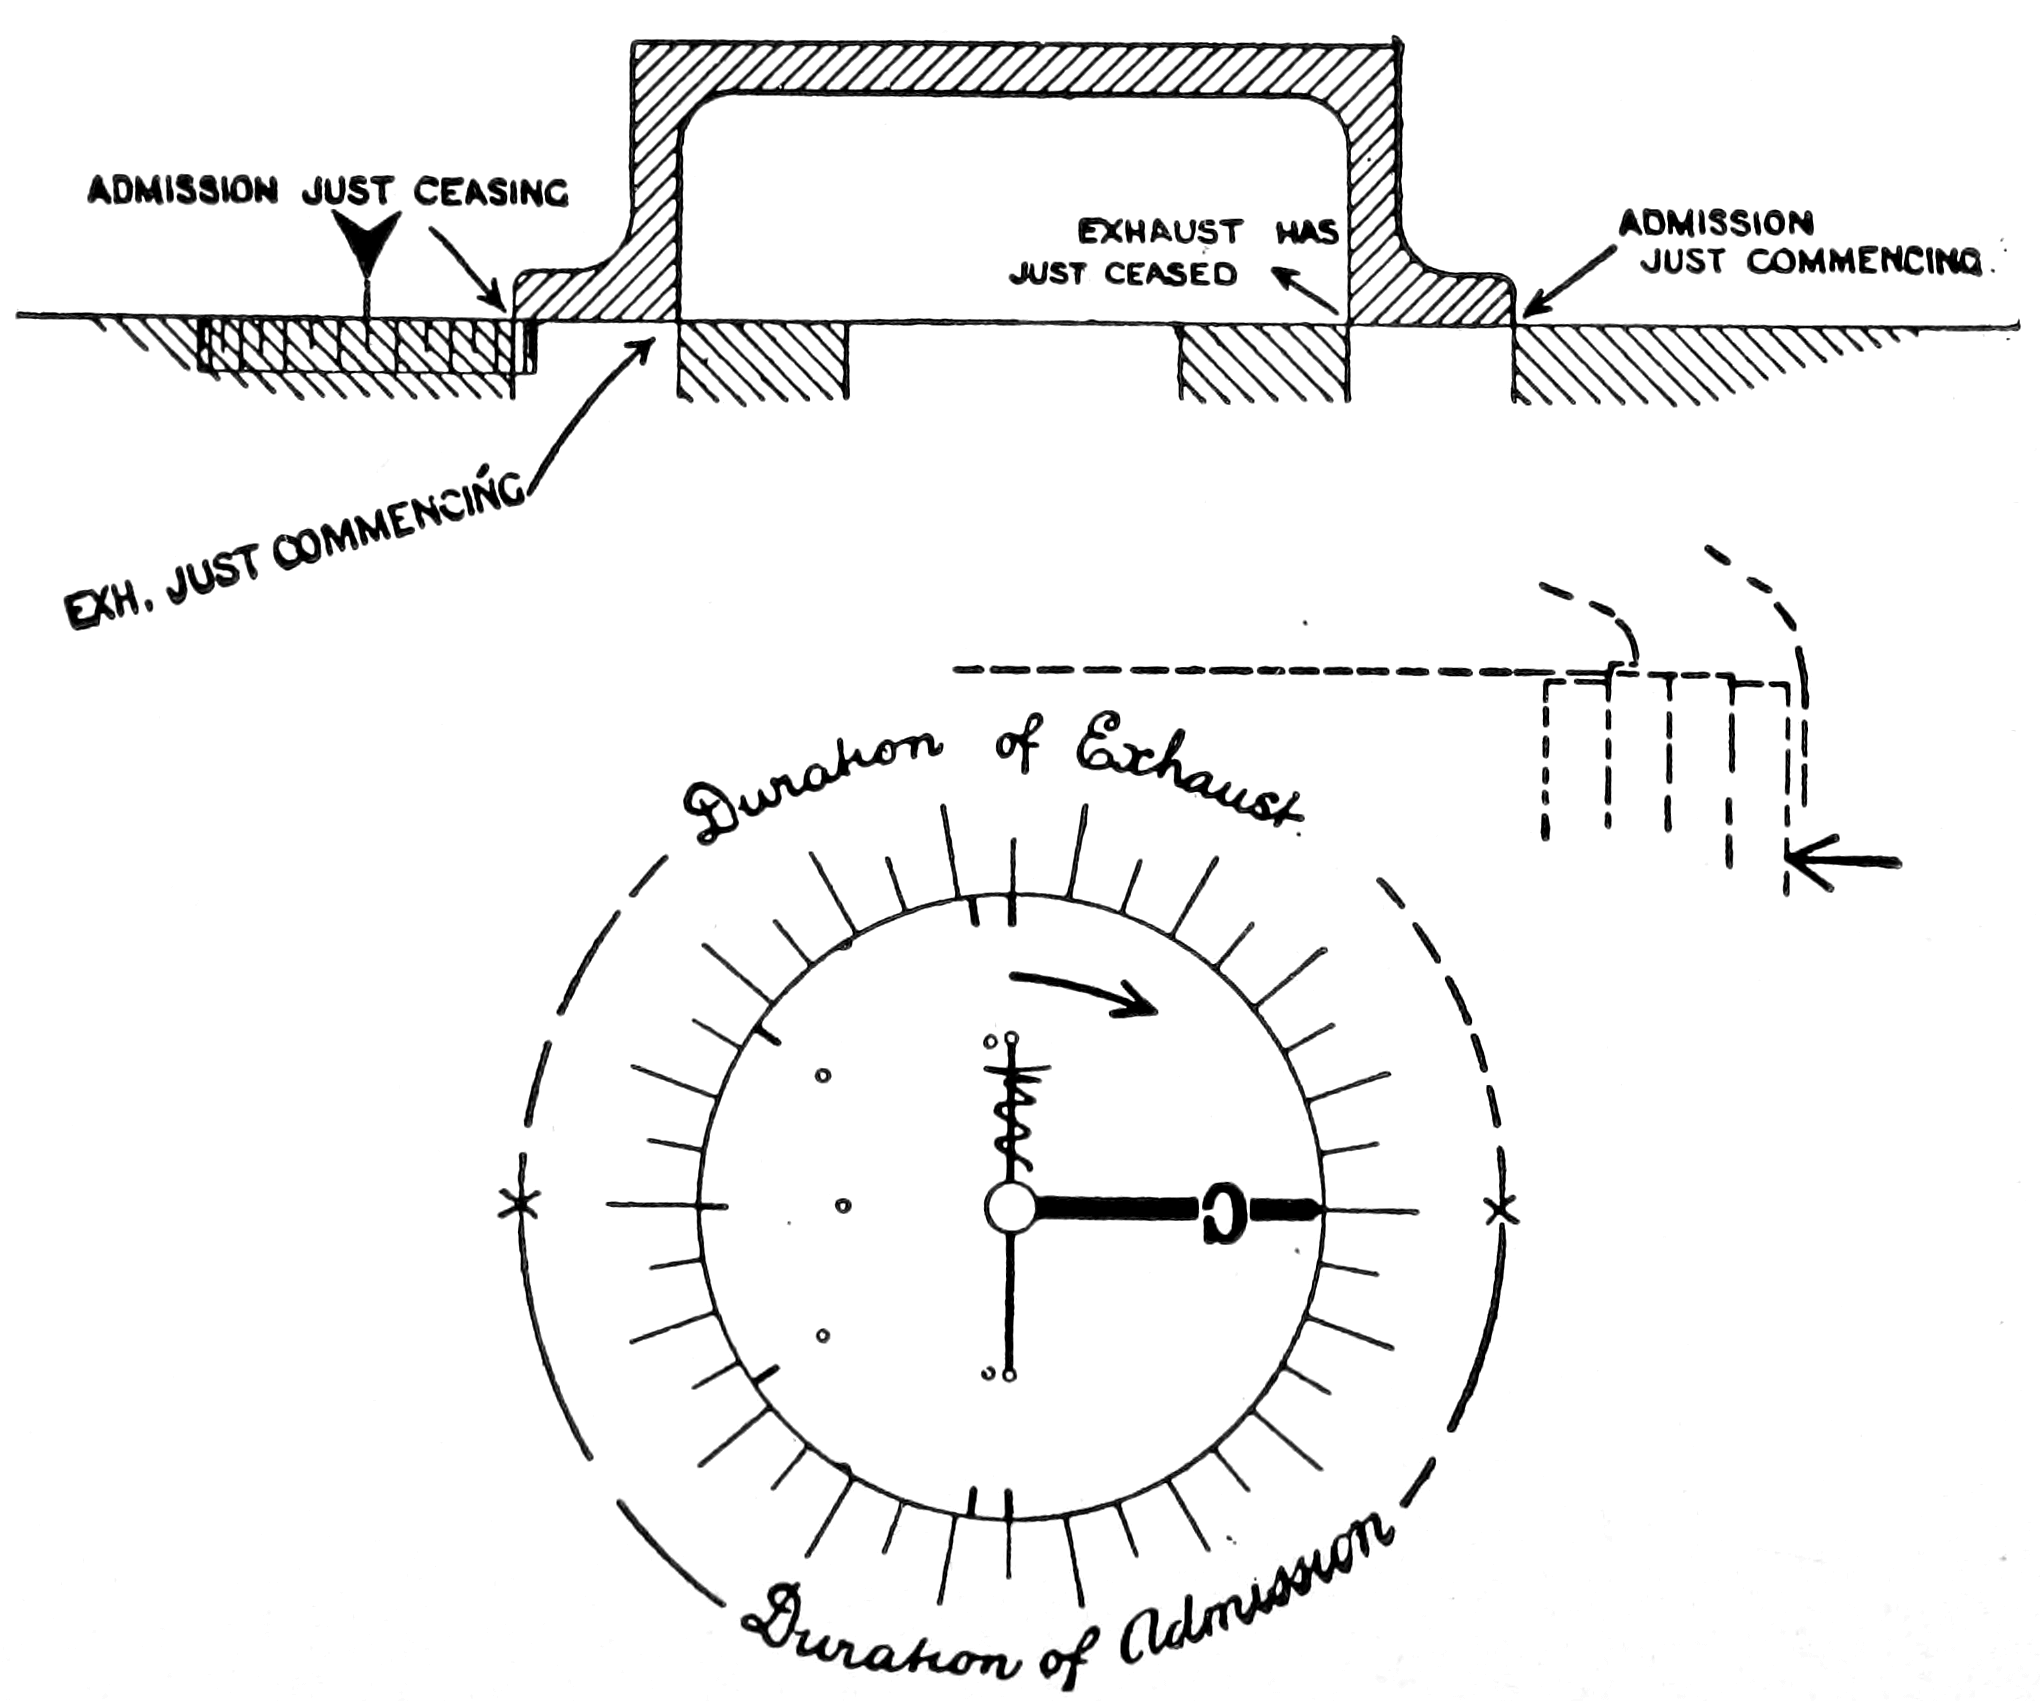 ADMISSION JUST CEASING
EXHAUST HAS
JUST CEASED
ADMISSION
JUST COMMENCING.
EXH. JUST COMMENCING
Duration of Exhaust
Duration of Admission